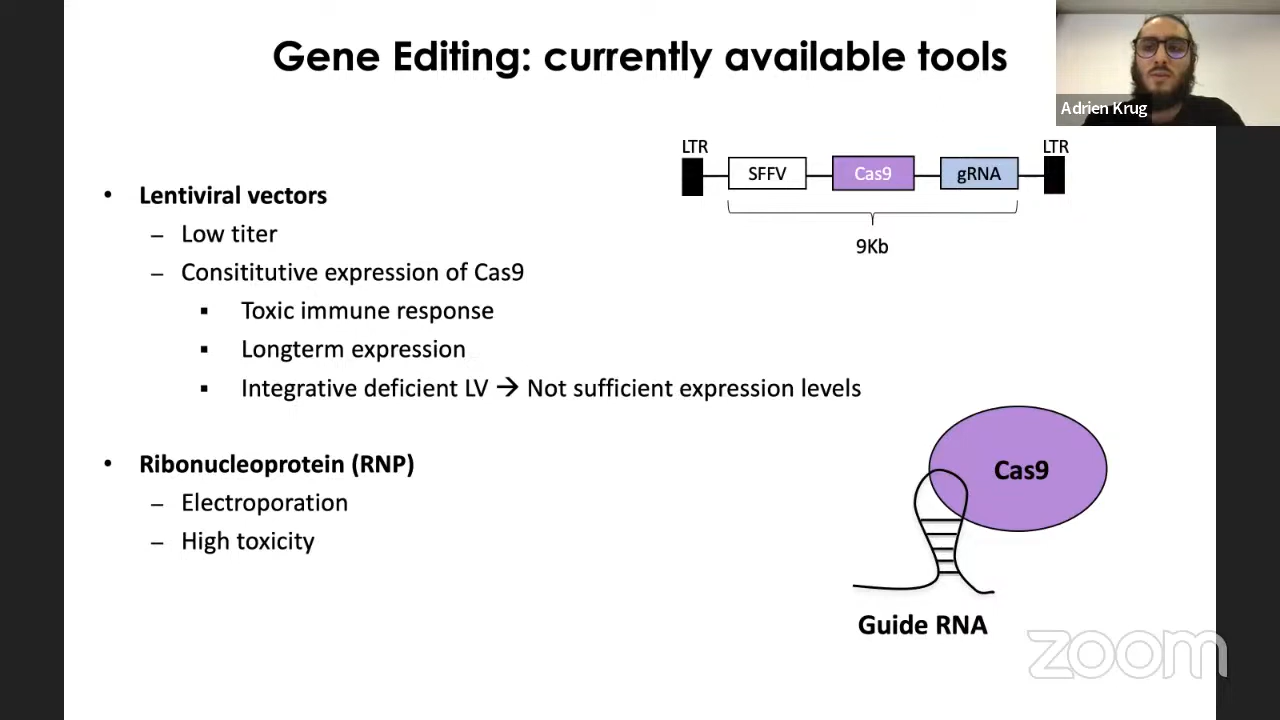 Gene Editing: currently available tools
Adrien Krug
LTR
LTR
SFFV
Cas9
gRNA
9Kb
• Lentiviral vectors
– Low titer
– Consititutive expression of Cas9
▪ Toxic immune response
▪ Longterm expression
▪ Integrative deficient LV → Not sufficient expression levels
• Ribonucleoprotein (RNP)
– Electroporation
– High toxicity
Cas9
Guide RNA
zoom